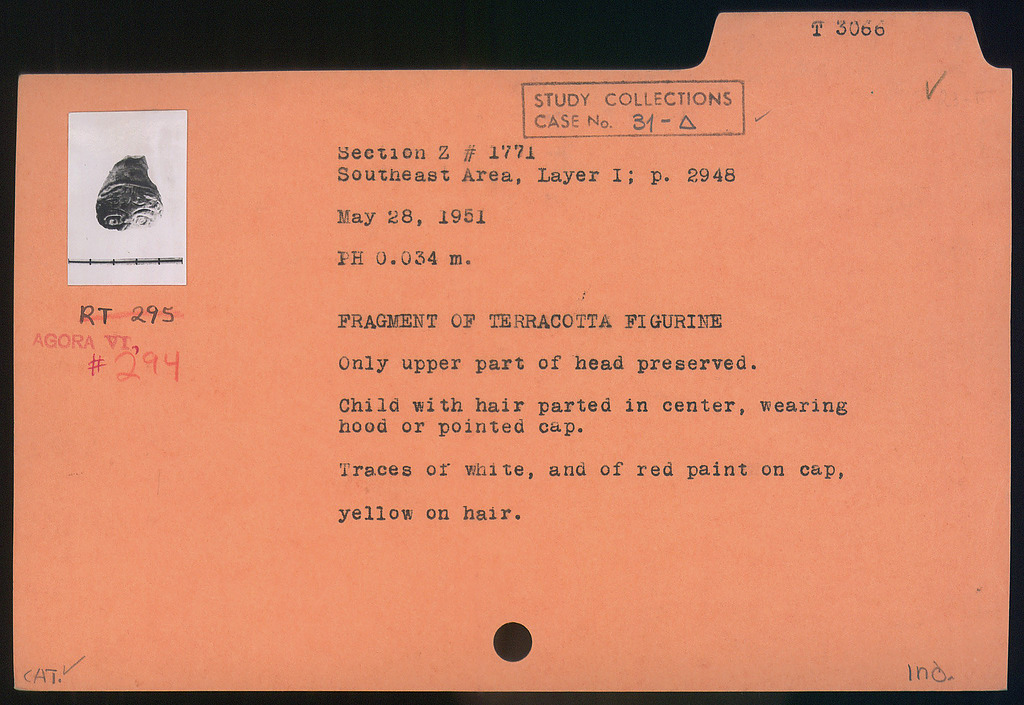 T 3066
STUDY COLLECTIONS
CASE No. 31-Δ
Section Z # 1771
Southeast Area, Layer I; p. 2948
May 28, 1951
PH 0.034 m.
RT 295
AGORA VI,
# 294
FRAGMENT OF TERRACOTTA FIGURINE
Only upper part of head preserved.
Child with hair parted in center, wearing
hood or pointed cap.
Traces of white, and of red paint on cap,
yellow on hair.
CAT.
Ind.